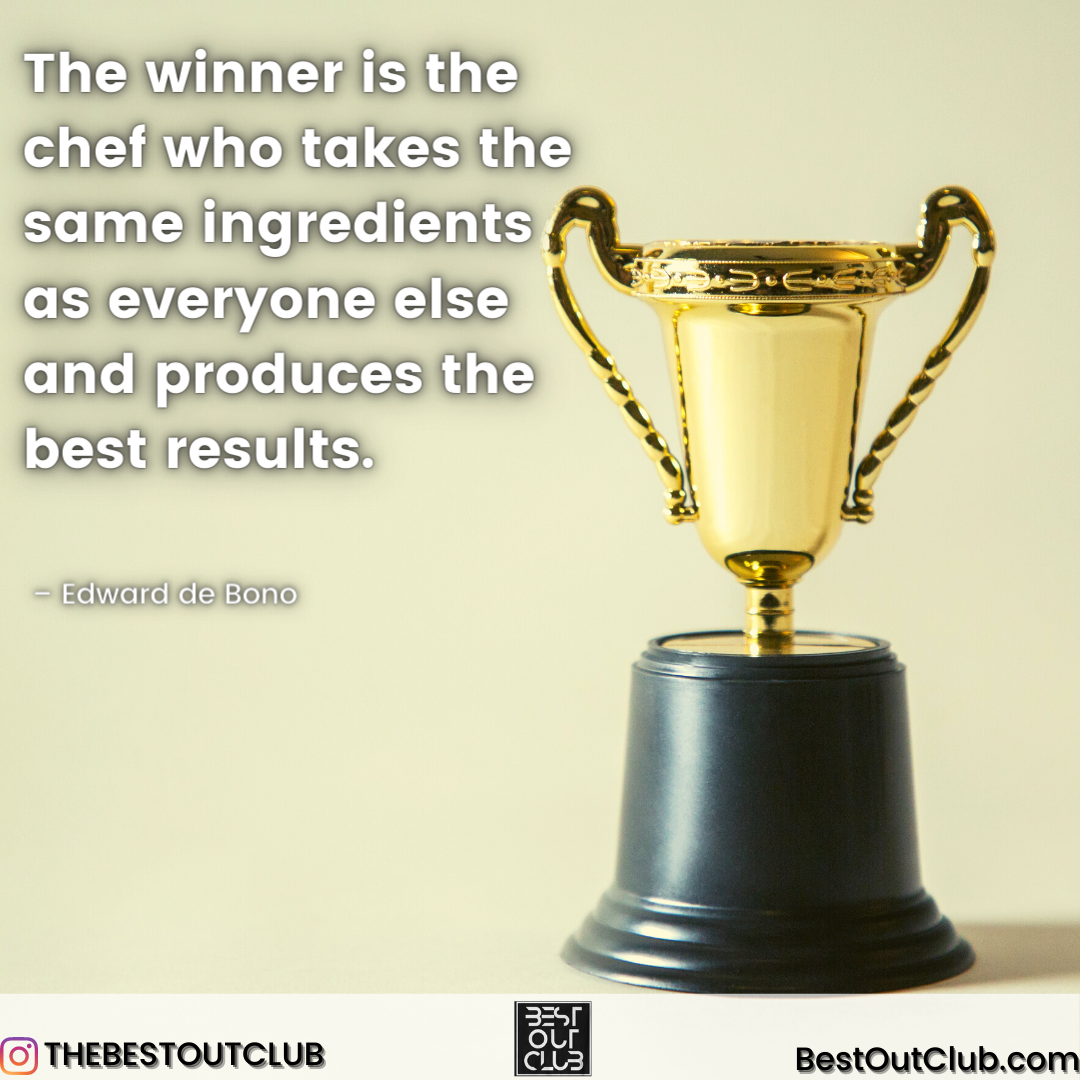 The winner is the
chef who takes the
same ingredients
as everyone else
and produces the
best results.
– Edward de Bono
THEBESTOUTCLUB
BEST
OUT
CLUB
BestOutClub.com